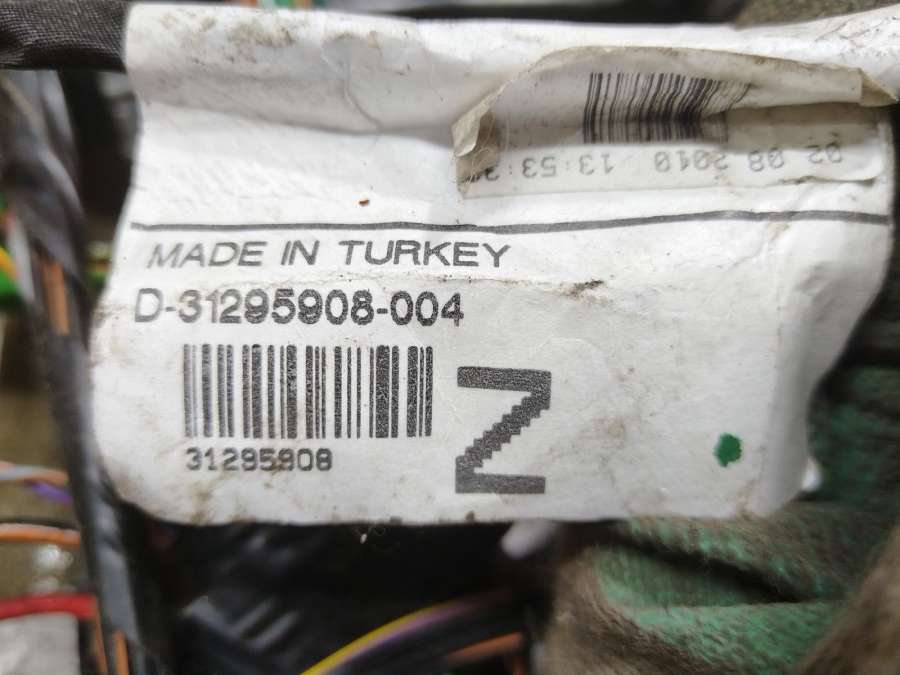 02 08 2010 13:53:3
MADE IN TURKEY
D-31295908-004
31295908
Z